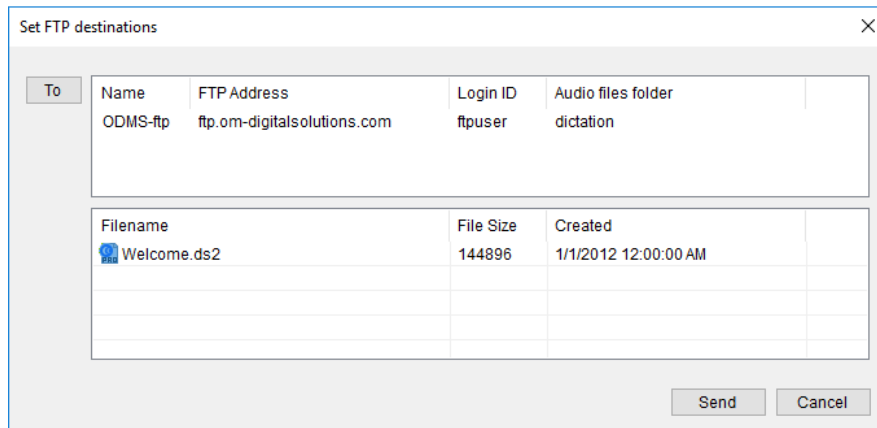 Set FTP destinations
To
Name FTP Address Login ID Audio files folder
ODMS-ftp ftp.om-digitalsolutions.com ftpuser dictation
Filename File Size Created
Welcome.ds2 144896 1/1/2012 12:00:00 AM
Send Cancel